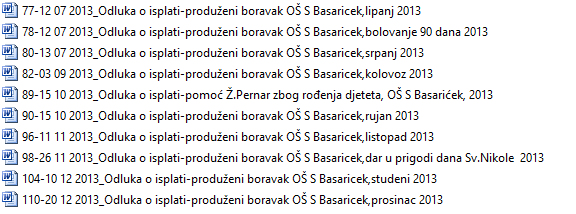 77-12 07 2013_Odluka o isplati-produženi boravak OŠ S Basaricek,lipanj 2013
78-12 07 2013_Odluka o isplati-produženi boravak OŠ S Basaricek,bolovanje 90 dana 2013
80-13 07 2013_Odluka o isplati-produženi boravak OŠ S Basaricek,srpanj 2013
82-03 09 2013_Odluka o isplati-produženi boravak OŠ S Basaricek,kolovoz 2013
89-15 10 2013_Odluka o isplati-pomoć Ž.Pernar zbog rođenja djeteta, OŠ S Basariček, 2013
90-15 10 2013_Odluka o isplati-produženi boravak OŠ S Basaricek,rujan 2013
96-11 11 2013_Odluka o isplati-produženi boravak OŠ S Basaricek,listopad 2013
98-26 11 2013_Odluka o isplati-produženi boravak OŠ S Basaricek,dar u prigodi dana Sv.Nikole  2013
104-10 12 2013_Odluka o isplati-produženi boravak OŠ S Basaricek,studeni 2013
110-20 12 2013_Odluka o isplati-produženi boravak OŠ S Basaricek,prosinac 2013